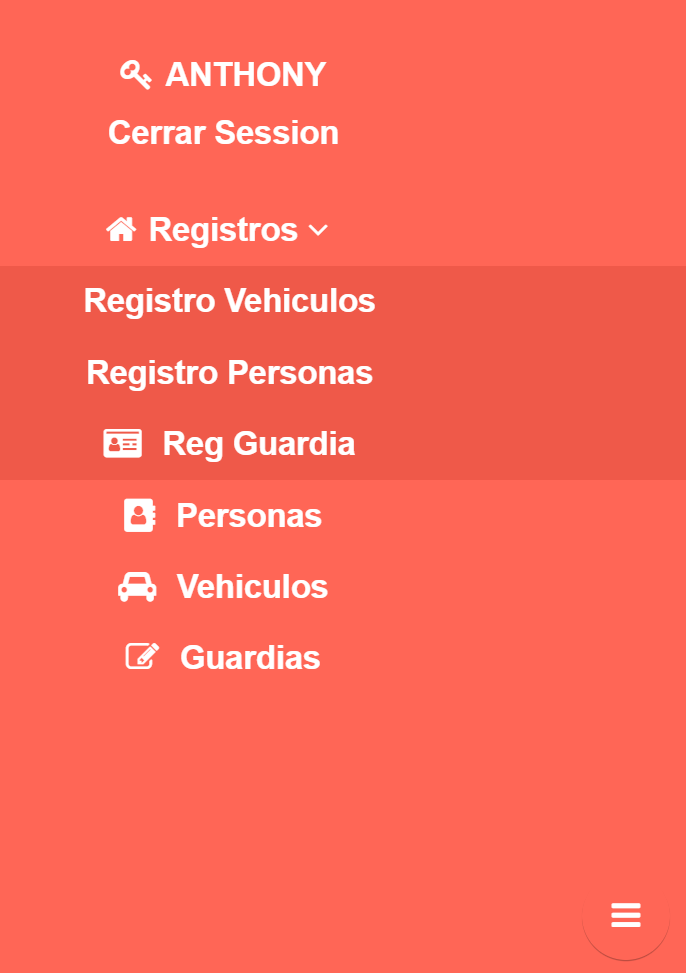 ANTHONY
Cerrar Session
Registros
Registro Vehiculos
Registro Personas
Reg Guardia
Personas
Vehiculos
Guardias